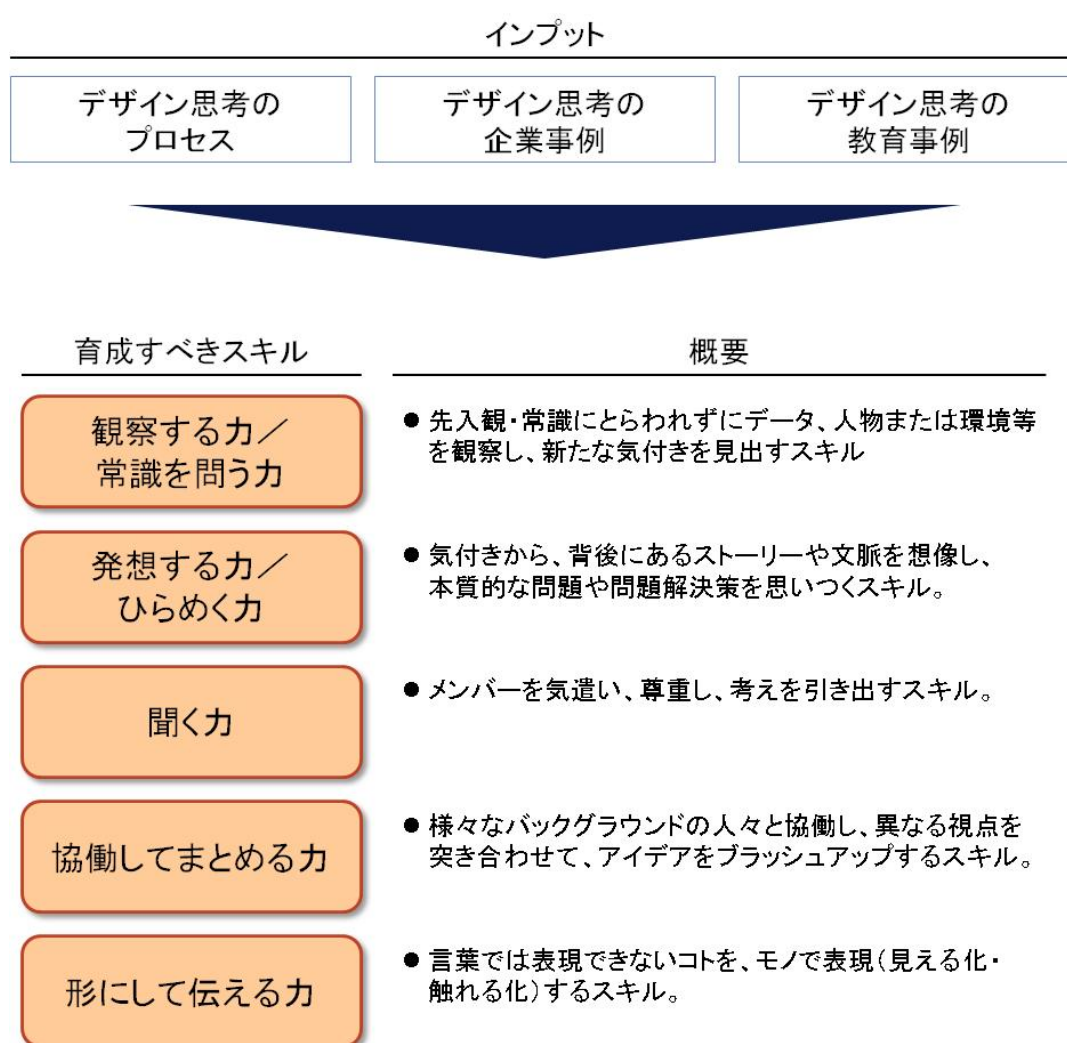 インプット
デザイン思考の
プロセス
デザイン思考の
企業事例
デザイン思考の
教育事例
育成すべきスキル
概要
観察する力／
常識を問う力
●先入観・常識にとらわれずにデータ、人物または環境等
を観察し、新たな気付きを見出すスキル
発想する力／
ひらめく力
●気付きから、背後にあるストーリーや文脈を想像し、
本質的な問題や問題解決策を思いつくスキル。
聞く力
●メンバーを気遣い、尊重し、考えを引き出すスキル。
協働してまとめる力
●様々なバックグラウンドの人々と協働し、異なる視点を
突き合わせて、アイデアをブラッシュアップするスキル。
形にして伝える力
●言葉では表現できないコトを、モノで表現（見える化・
触れる化）するスキル。